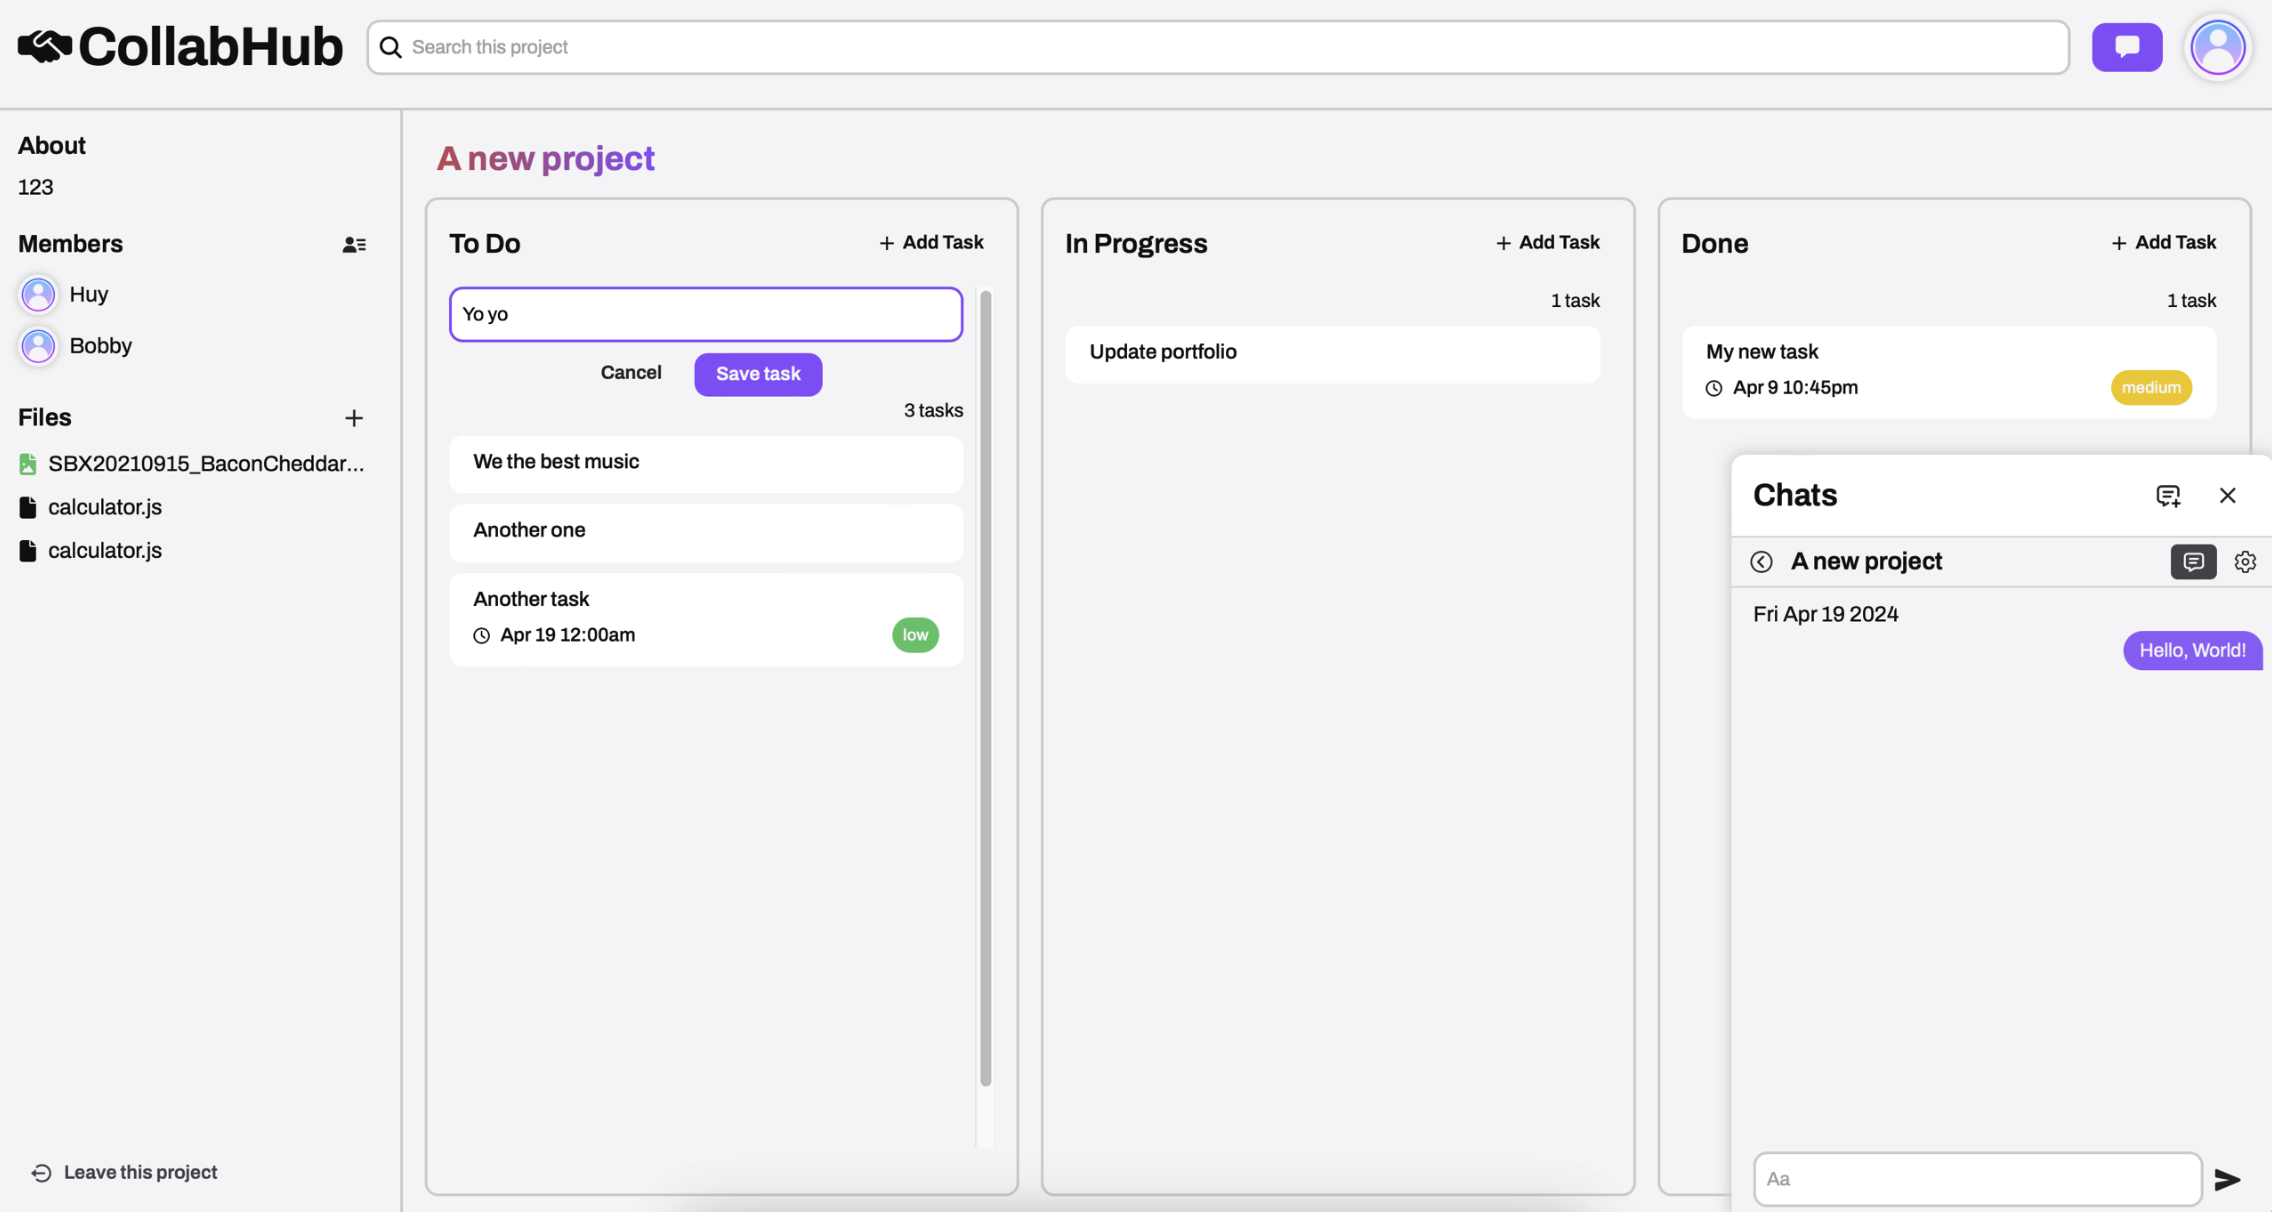 CollabHub
Search this project
About
123
Members
Huy
Bobby
Files
SBX20210915_BaconCheddar...
calculator.js
calculator.js
Leave this project
A new project
To Do
+ Add Task
Yo yo
Cancel
Save task
3 tasks
We the best music
Another one
Another task
Apr 19 12:00am
low
In Progress
+ Add Task
1 task
Update portfolio
Done
+ Add Task
1 task
My new task
Apr 9 10:45pm
medium
Chats
A new project
Fri Apr 19 2024
Hello, World!
Aa